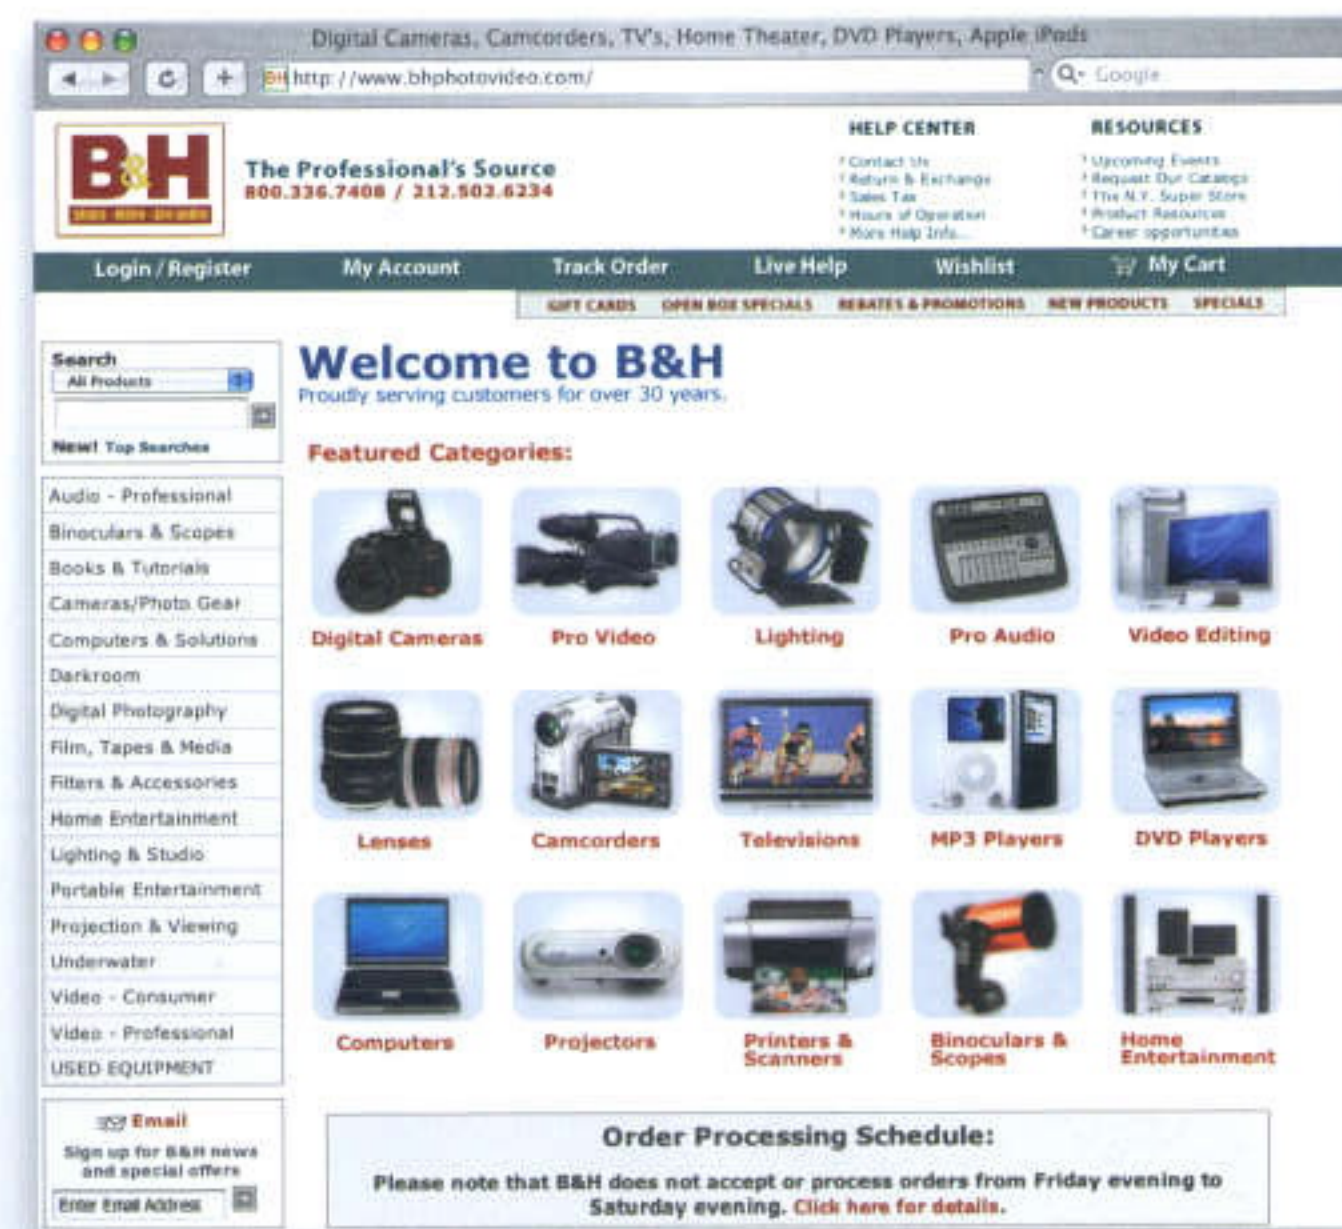 Digital Cameras, Camcorders, TV's, Home Theater, DVD Players, Apple iPods
http://www.bhphotovideo.com/
Google
B&H
The Professional's Source
800.336.7408 / 212.502.6234
HELP CENTER
Contact Us
Return & Exchange
Sales Tax
Hours of Operation
More Help Info...
RESOURCES
Upcoming Events
Request Our Catalogs
The N.Y. Super Store
Product Resources
Career opportunities
Login / Register My Account Track Order Live Help Wishlist My Cart
GIFT CARDS OPEN BOX SPECIALS REBATES & PROMOTIONS NEW PRODUCTS SPECIALS
Search
All Products
New! Top Searches
Audio - Professional
Binoculars & Scopes
Books & Tutorials
Cameras/Photo Gear
Computers & Solutions
Darkroom
Digital Photography
Film, Tapes & Media
Filters & Accessories
Home Entertainment
Lighting & Studio
Portable Entertainment
Projection & Viewing
Underwater
Video - Consumer
Video - Professional
USED EQUIPMENT
Email
Sign up for B&H news
and special offers
Enter Email Address
Welcome to B&H
Proudly serving customers for over 30 years.
Featured Categories:
Digital Cameras Pro Video Lighting Pro Audio Video Editing
Lenses Camcorders Televisions MP3 Players DVD Players
Computers Projectors Printers & Scanners Binoculars & Scopes Home Entertainment
Order Processing Schedule:
Please note that B&H does not accept or process orders from Friday evening to
Saturday evening. Click here for details.